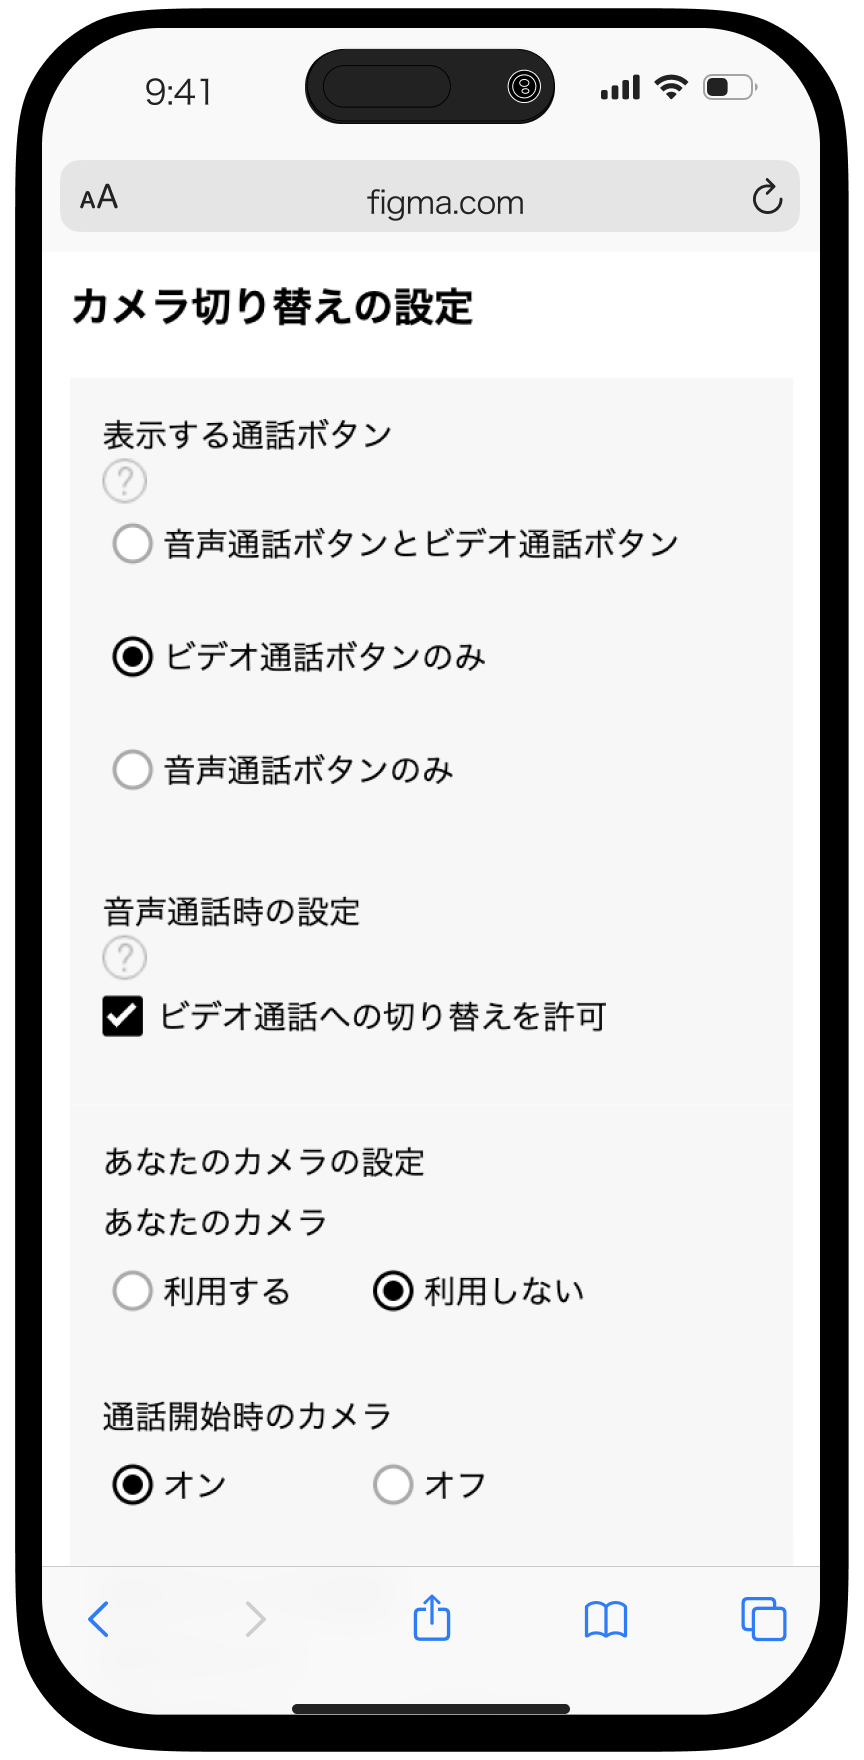 9:41
AA
figma.com
カメラ切り替えの設定
表示する通話ボタン
?
音声通話ボタンとビデオ通話ボタン
ビデオ通話ボタンのみ
音声通話ボタンのみ
音声通話時の設定
?
ビデオ通話への切り替えを許可
あなたのカメラの設定
あなたのカメラ
利用する 利用しない
通話開始時のカメラ
オン オフ